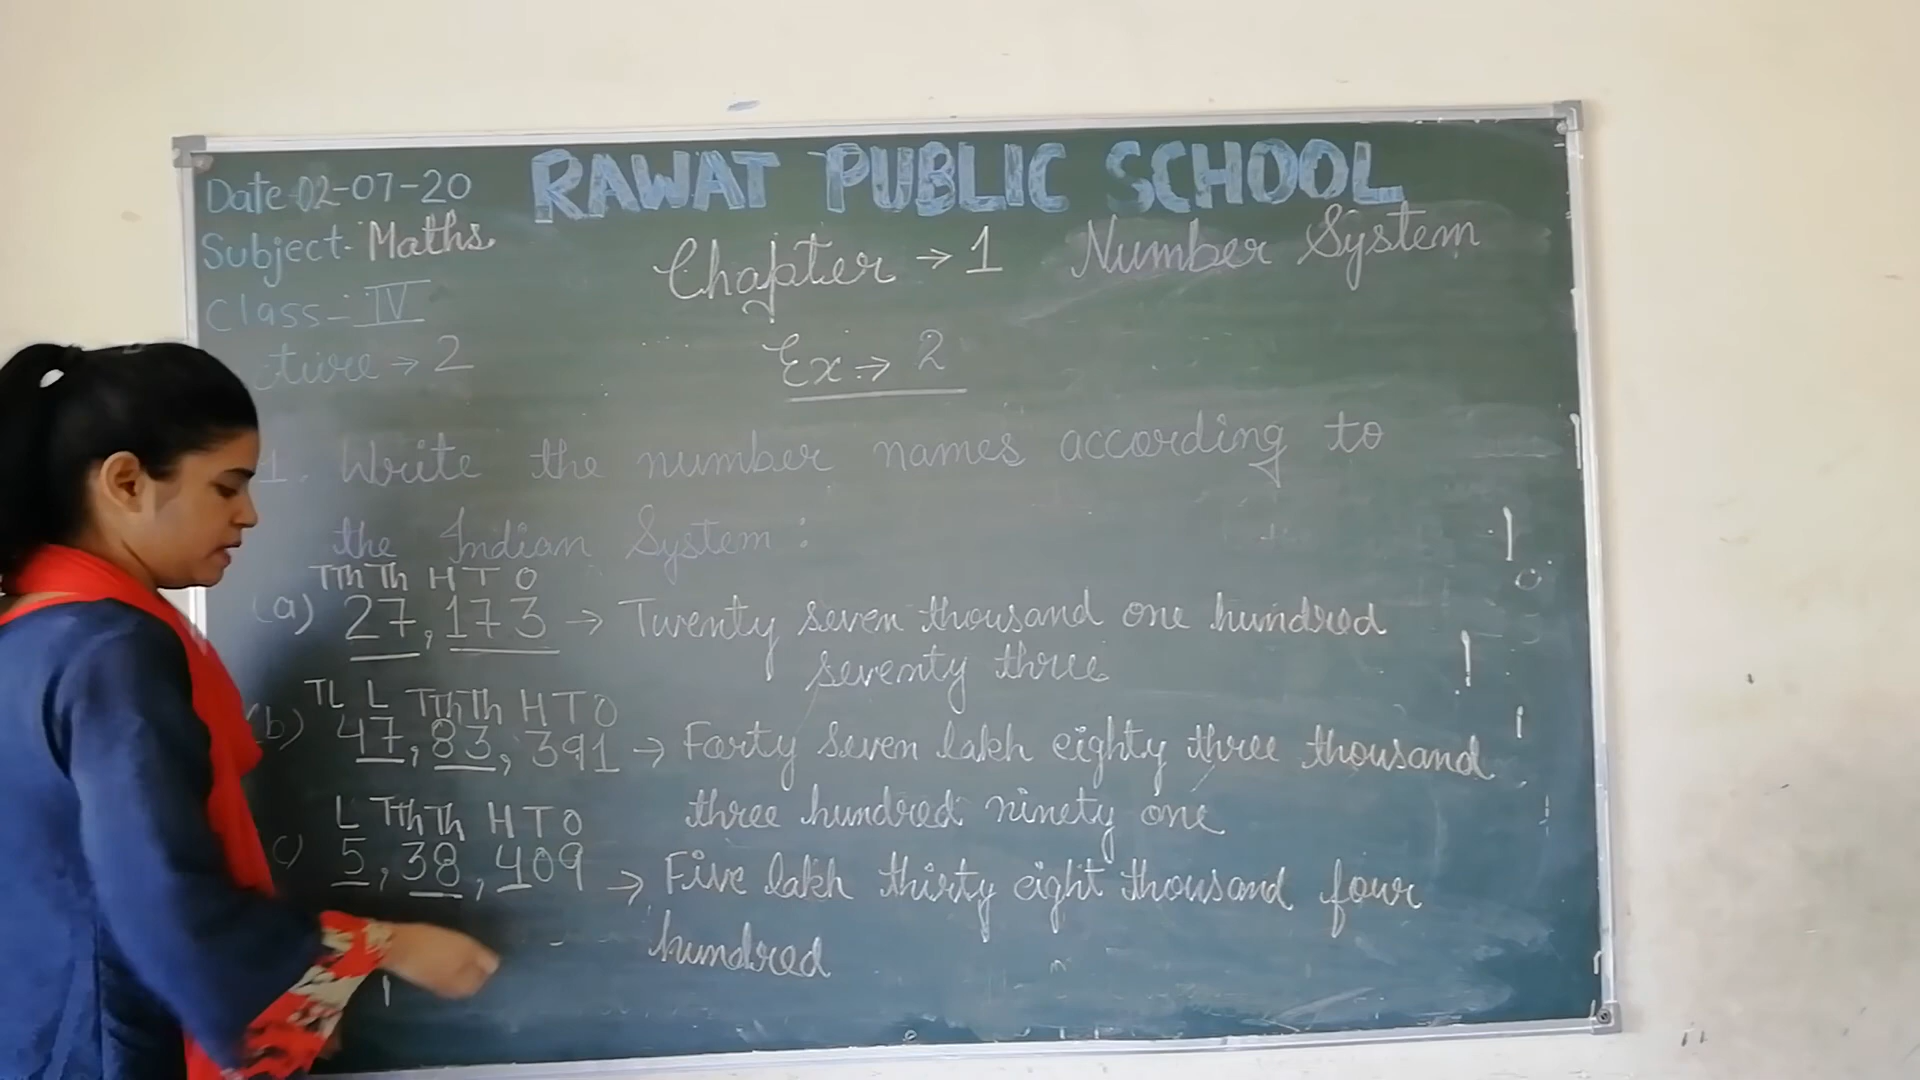 RAWAT PUBLIC SCHOOL
Date-02-07-20
Subject- Maths
Class-IV
→ 2
Chapter → 1 Number System
Ex → 2
1. Write the number names according to
the Indian System:
TTh Th H T O
(a) 27,173 → Twenty seven thousand one hundred
seventy three
TL L TTh Th H T O
(b) 47,83,391 → Forty seven lakh eighty three thousand
three hundred ninety one
L TTh Th H T O
c) 5,38,409 → Five lakh thirty eight thousand four
hundred